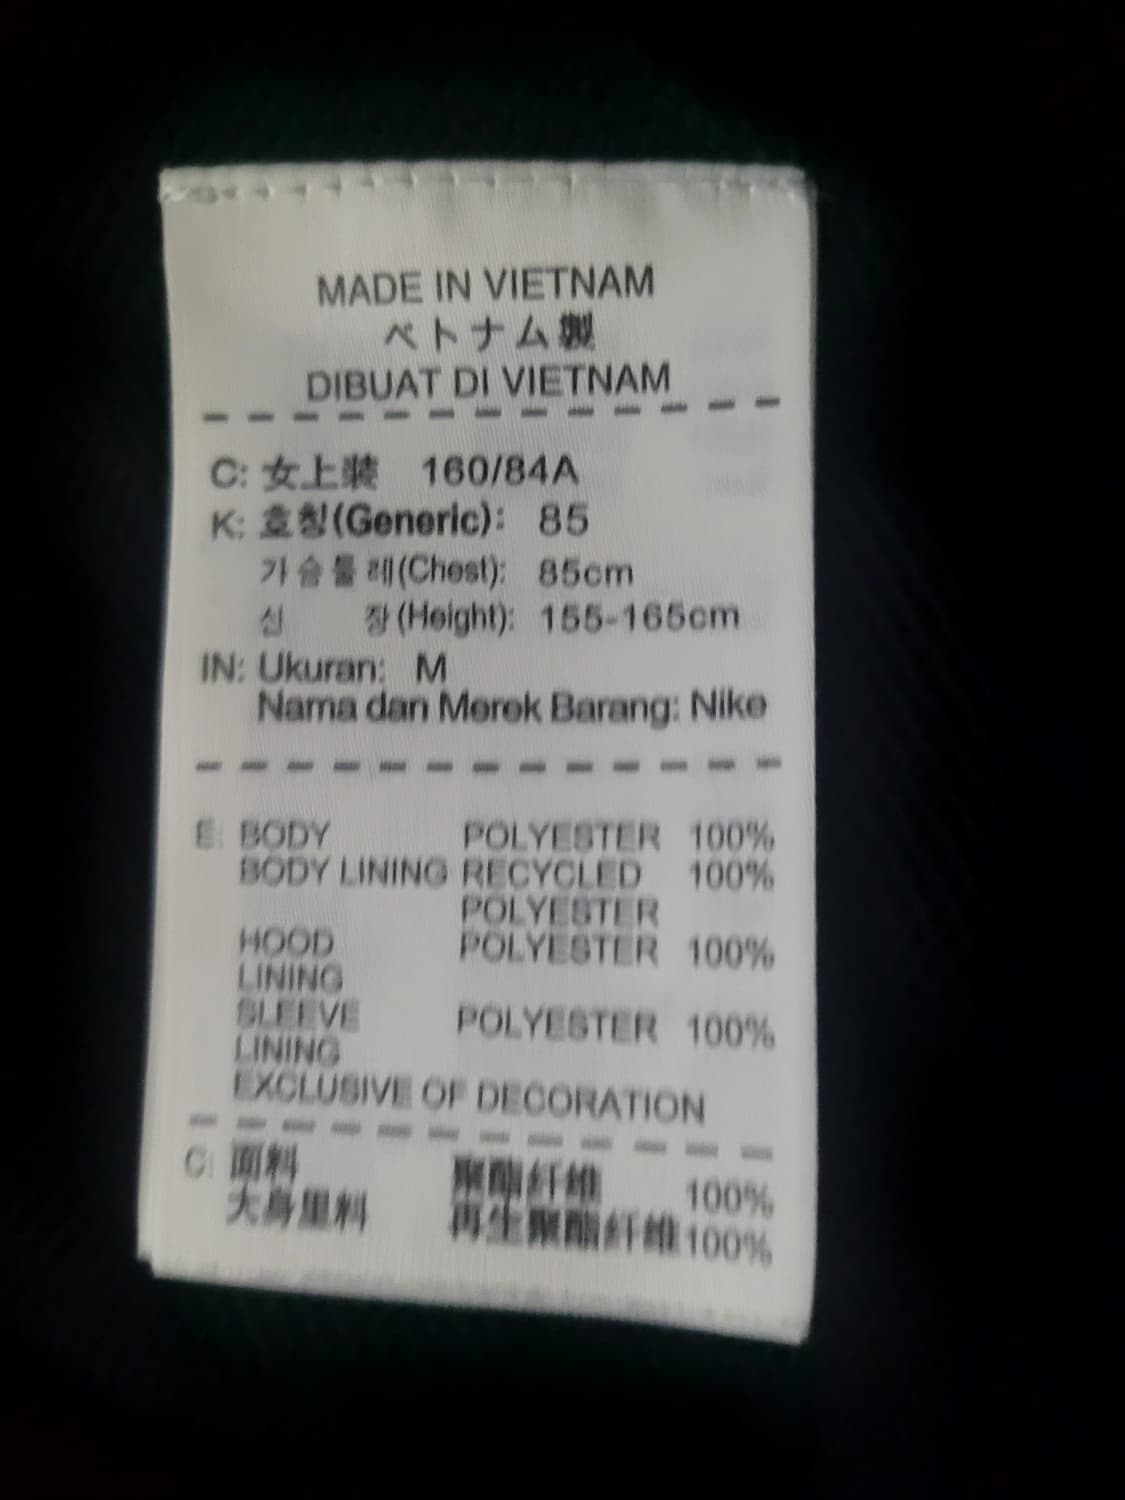 MADE IN VIETNAM
ベトナム製
DIBUAT DI VIETNAM
C: 女上装 160/84A
K: 호칭(Generic): 85
가슴둘레(Chest): 85cm
신 장(Height): 155-165cm
IN: Ukuran: M
Nama dan Merek Barang: Nike
E: BODY POLYESTER 100%
BODY LINING RECYCLED 100%
POLYESTER
HOOD POLYESTER 100%
LINING
SLEEVE POLYESTER 100%
LINING
EXCLUSIVE OF DECORATION
C: 面料 聚酯纤维 100%
大身里料 再生聚酯纤维 100%